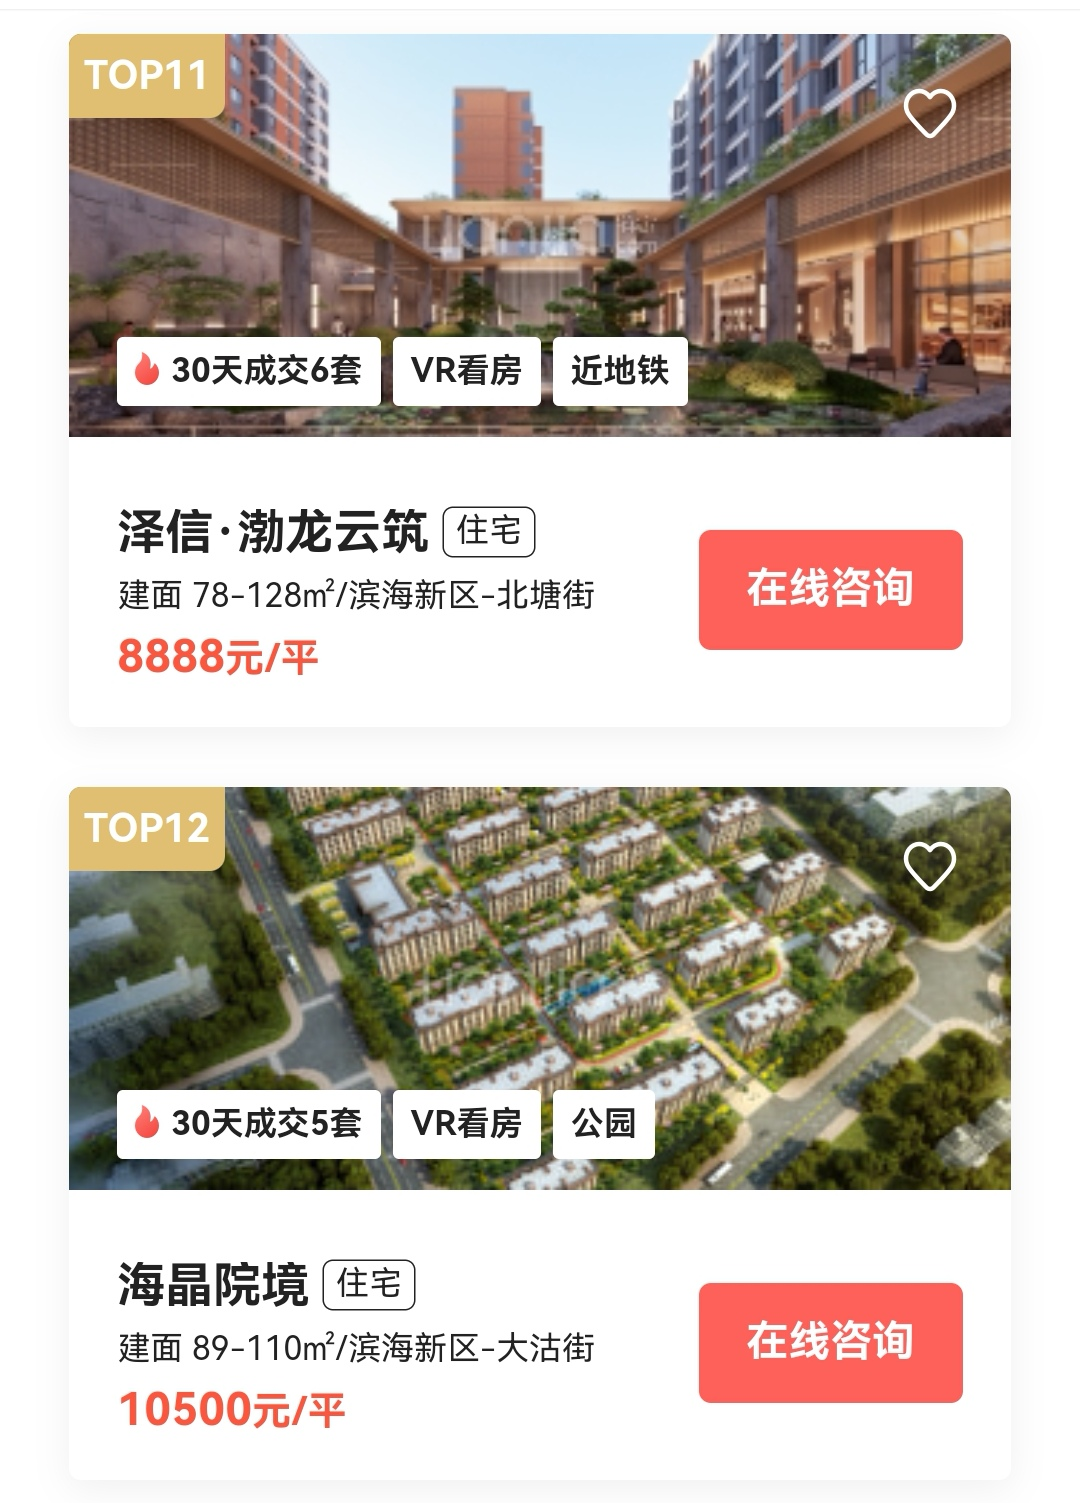 TOP11
30天成交6套 VR看房 近地铁
泽信·渤龙云筑 住宅
建面 78-128㎡/滨海新区-北塘街
8888元/平
在线咨询
TOP12
30天成交5套 VR看房 公园
海晶院境 住宅
建面 89-110㎡/滨海新区-大沽街
10500元/平
在线咨询